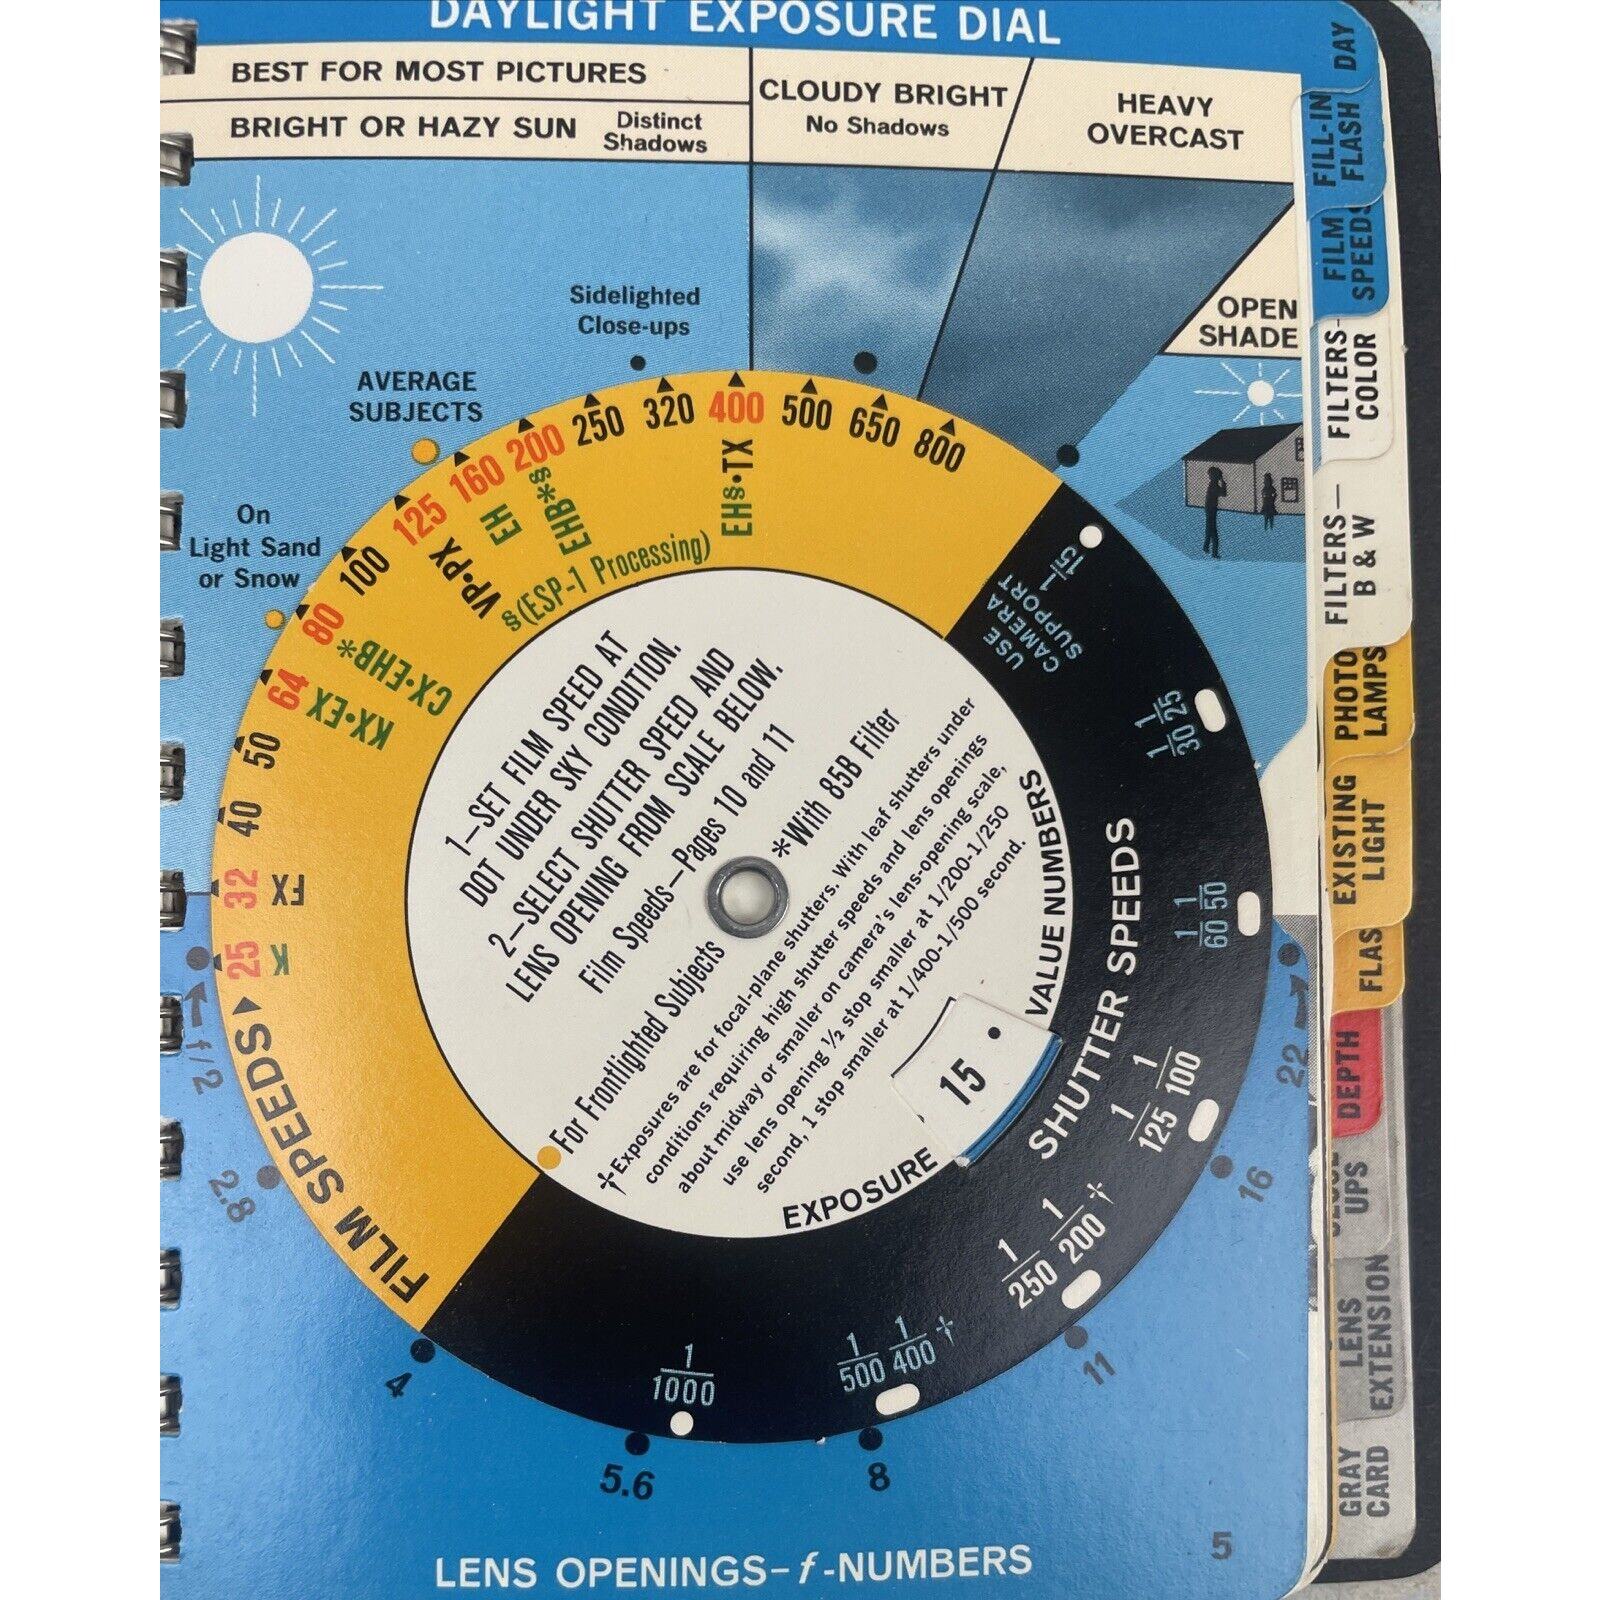 DAYLIGHT EXPOSURE DIAL
BEST FOR MOST PICTURES
BRIGHT OR HAZY SUN
Distinct
Shadows
CLOUDY BRIGHT
No Shadows
HEAVY
OVERCAST
OPEN
SHADE
Sidelighted
Close-ups
AVERAGE
SUBJECTS
On
Light Sand
or Snow
FILM SPEEDS
25 32 40 50 64 80 100 125 160 200 250 320 400 500 650 800
K
FX
KX•EX
CX•EHB*
VP•PX
EH
EHB*§
§(ESP-1 Processing)
EH§•TX
1—SET FILM SPEED AT
DOT UNDER SKY CONDITION.
2—SELECT SHUTTER SPEED AND
LENS OPENING FROM SCALE BELOW.
Film Speeds—Pages 10 and 11
*With 85B Filter
For Frontlighted Subjects
†Exposures are for focal-plane shutters. With leaf shutters under
conditions requiring high shutter speeds and lens openings
about midway or smaller on camera's lens-opening scale,
use lens opening ½ stop smaller at 1/200-1/250
second, 1 stop smaller at 1/400-1/500 second.
EXPOSURE
15
VALUE NUMBERS
SHUTTER SPEEDS
USE
CAMERA
SUPPORT
1/15
1/30 1/25
1/60 1/50
1/125 1/100
1/250 1/200 †
1/500 1/400 †
1/1000
f/2
2.8
4
5.6
8
11
16
22
LENS OPENINGS–f-NUMBERS
5
DAY
FILL-IN
FLASH
FILM
SPEEDS
FILTERS-
COLOR
FILTERS—
B & W
PHOTO
LAMPS
EXISTING
LIGHT
FLAS
DEPTH
UPS
LENS
EXTENSION
GRAY
CARD